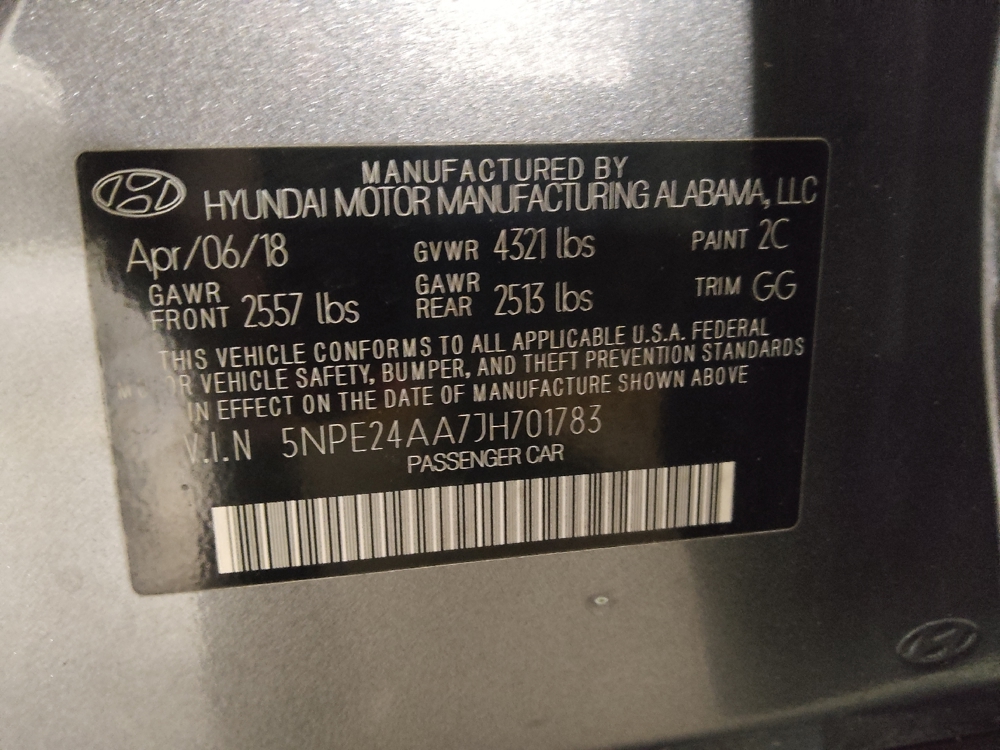 MANUFACTURED BY
HYUNDAI MOTOR MANUFACTURING ALABAMA, LLC
Apr/06/18 GVWR 4321 lbs PAINT 2C
GAWR FRONT 2557 lbs GAWR REAR 2513 lbs TRIM GG
THIS VEHICLE CONFORMS TO ALL APPLICABLE U.S.A. FEDERAL
OR VEHICLE SAFETY, BUMPER, AND THEFT PREVENTION STANDARDS
IN EFFECT ON THE DATE OF MANUFACTURE SHOWN ABOVE
V.I.N 5NPE24AA7JH701783
PASSENGER CAR